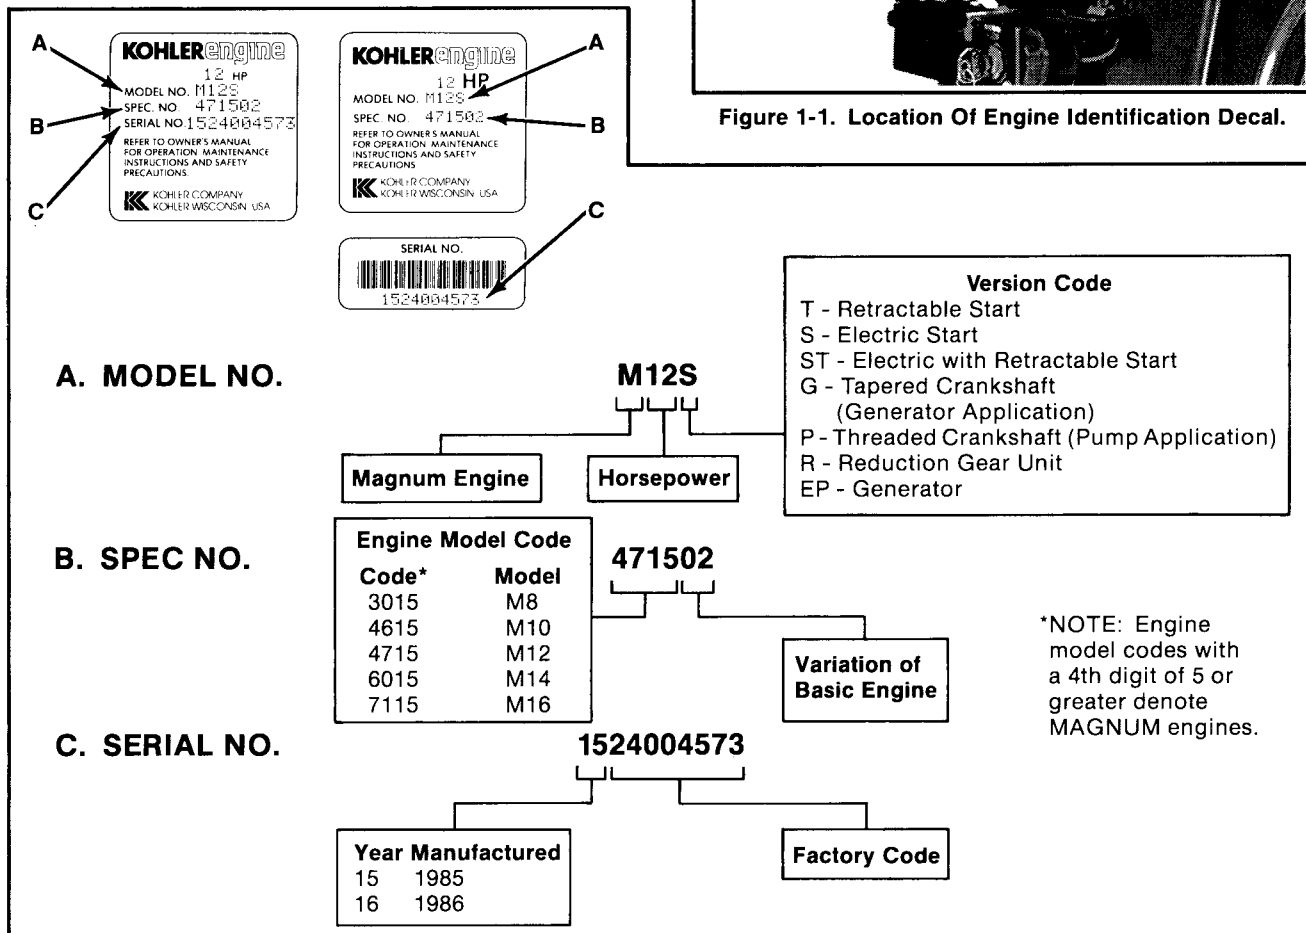 A
KOHLERengine
12 HP
MODEL NO. M12S
SPEC. NO. 471502
SERIAL NO. 1524004573
REFER TO OWNER'S MANUAL
FOR OPERATION MAINTENANCE
INSTRUCTIONS AND SAFETY
PRECAUTIONS.
KOHLER COMPANY
KOHLER WISCONSIN USA
B
C
KOHLERengine
12 HP
MODEL NO. M12S
SPEC. NO. 471502
REFER TO OWNER'S MANUAL
FOR OPERATION MAINTENANCE
INSTRUCTIONS AND SAFETY
PRECAUTIONS
KOHLER COMPANY
KOHLER WISCONSIN USA
A
B
C
SERIAL NO.
1524004573
Figure 1-1. Location Of Engine Identification Decal.
A. MODEL NO.
M12S
Magnum Engine
Horsepower
Version Code
T - Retractable Start
S - Electric Start
ST - Electric with Retractable Start
G - Tapered Crankshaft
(Generator Application)
P - Threaded Crankshaft (Pump Application)
R - Reduction Gear Unit
EP - Generator
B. SPEC NO.
471502
Engine Model Code
Code* Model
3015 M8
4615 M10
4715 M12
6015 M14
7115 M16
Variation of
Basic Engine
*NOTE: Engine
model codes with
a 4th digit of 5 or
greater denote
MAGNUM engines.
C. SERIAL NO.
1524004573
Year Manufactured
15 1985
16 1986
Factory Code